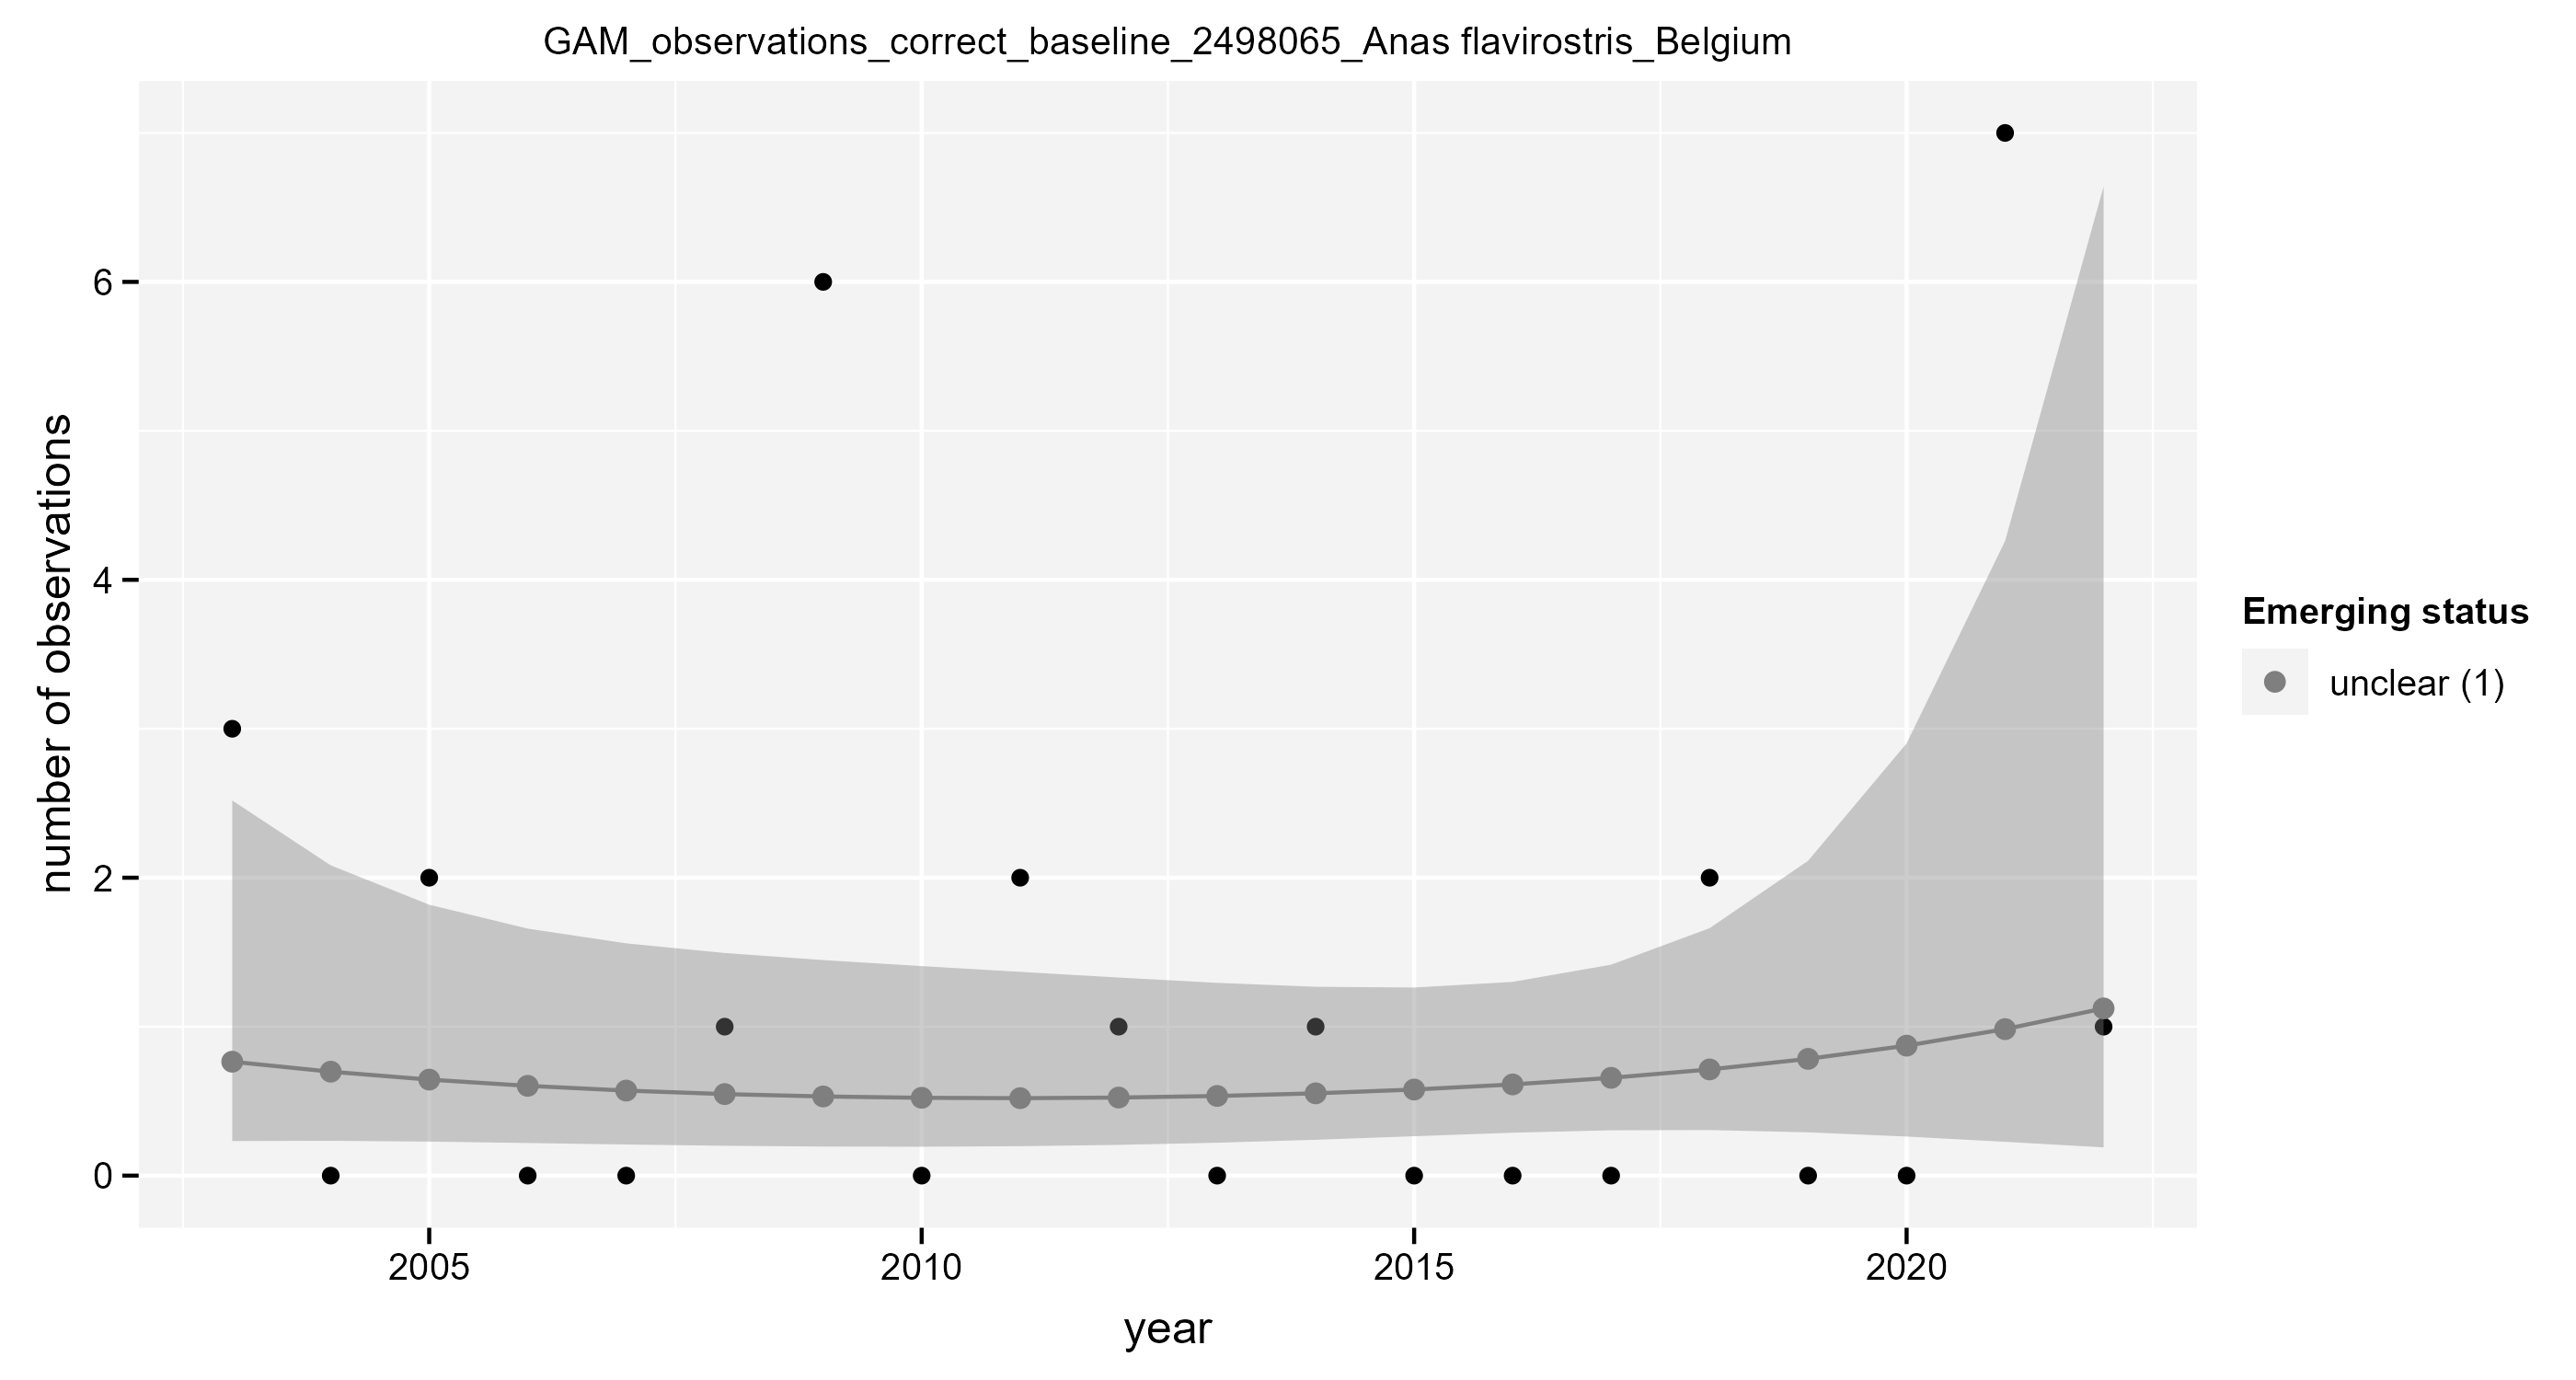 GAM_observations_correct_baseline_2498065_Anas flavirostris_Belgium
number of observations
6
4
2
0
2005 2010 2015 2020
year
Emerging status
unclear (1)